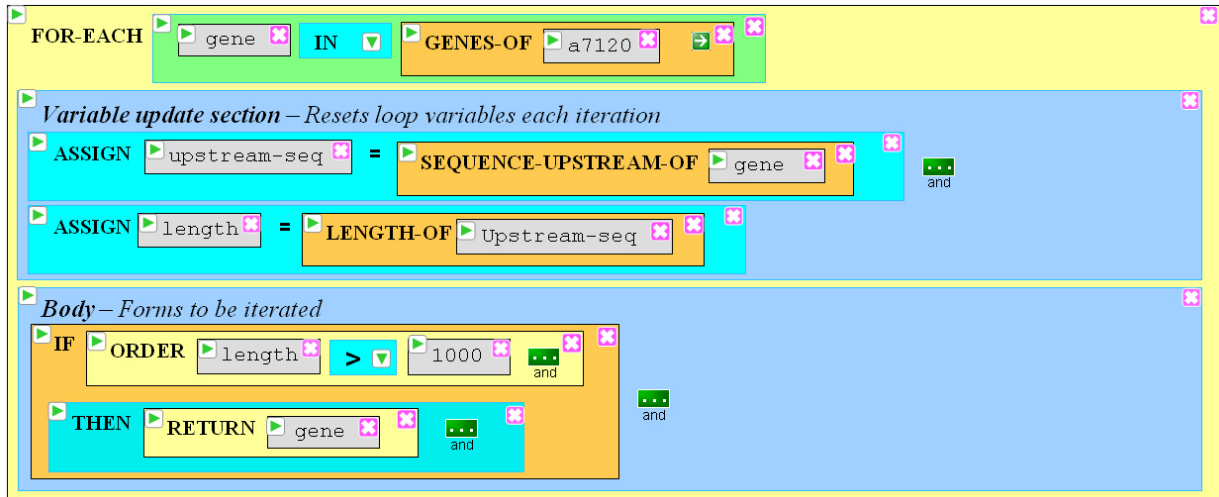 FOR-EACH gene IN GENES-OF a7120
Variable update section – Resets loop variables each iteration
ASSIGN upstream-seq = SEQUENCE-UPSTREAM-OF gene ... and
ASSIGN length = LENGTH-OF Upstream-seq
Body – Forms to be iterated
IF ORDER length > 1000 ... and
... and
THEN RETURN gene ... and